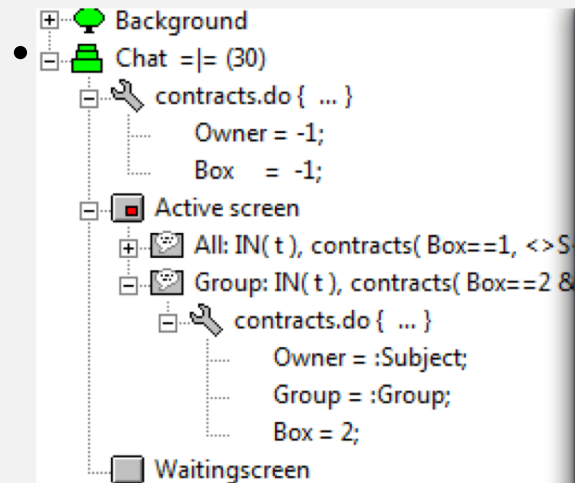 Background
Chat =|= (30)
contracts.do { ... }
Owner = -1;
Box = -1;
Active screen
All: IN( t ), contracts( Box==1, <>S
Group: IN( t ), contracts( Box==2 &
contracts.do { ... }
Owner = :Subject;
Group = :Group;
Box = 2;
Waitingscreen